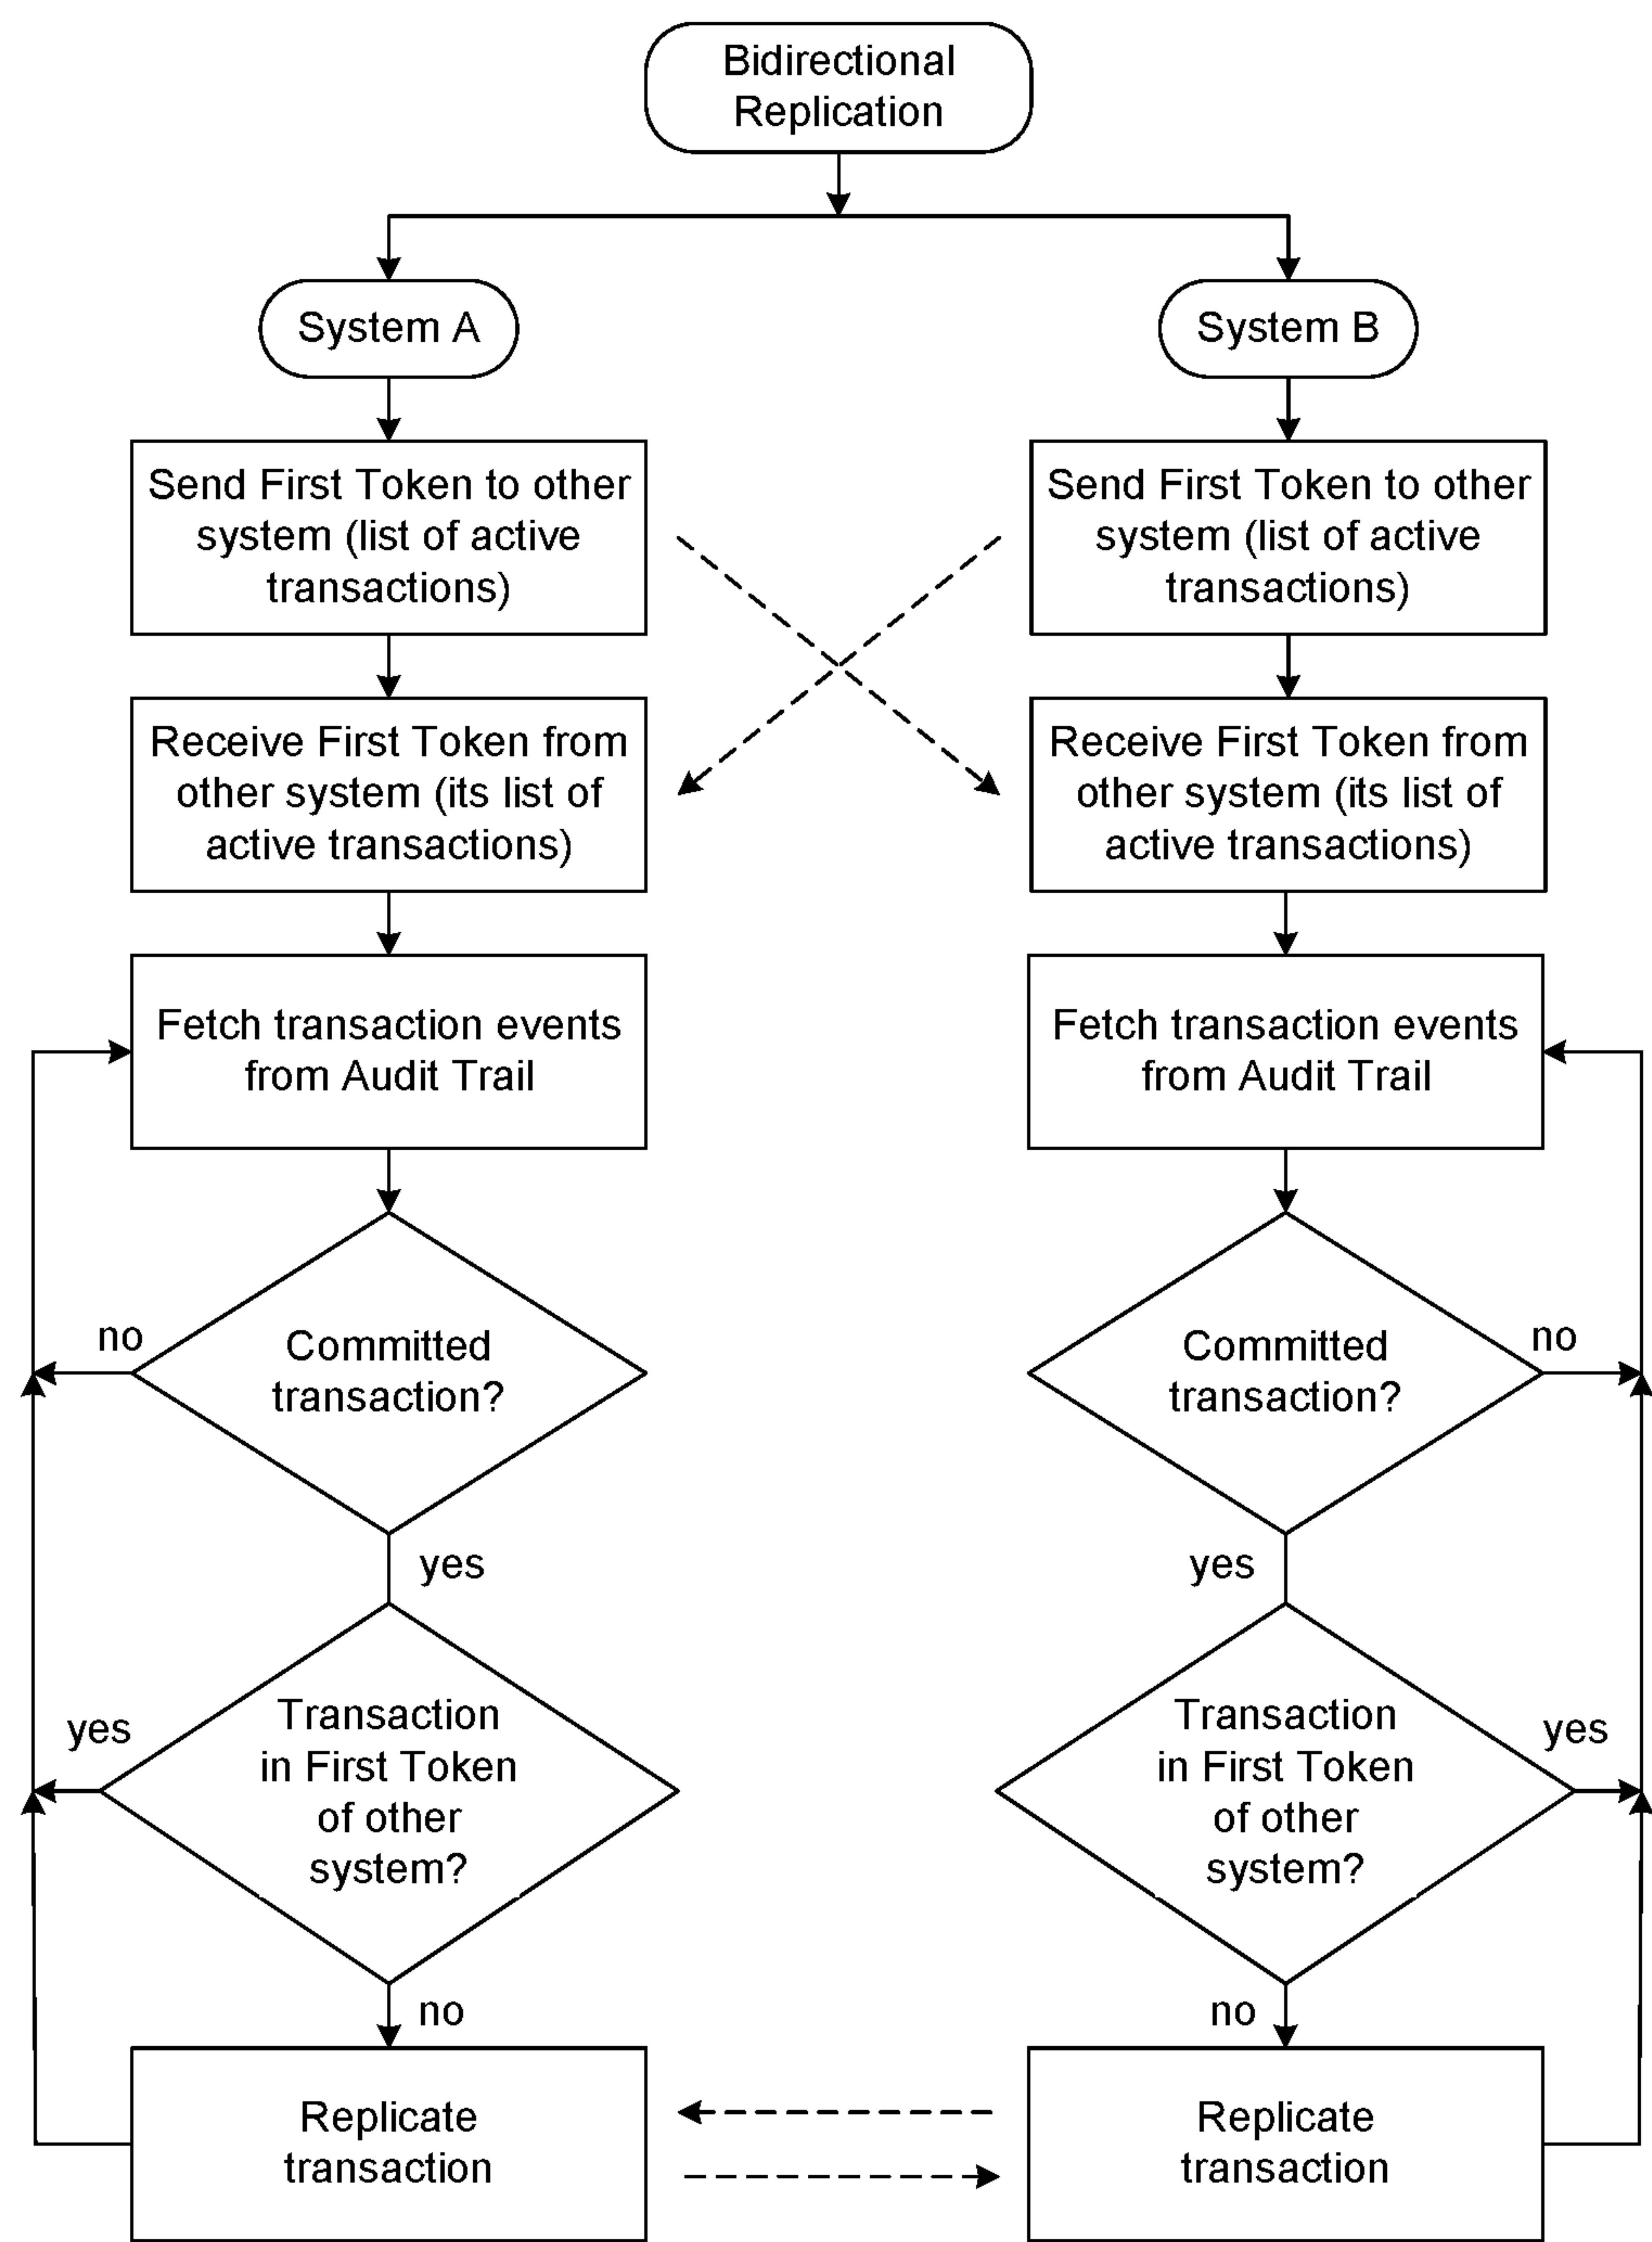 Bidirectional
Replication
System A
Send First Token to other
system (list of active
transactions)
Receive First Token from
other system (its list of
active transactions)
Fetch transaction events
from Audit Trail
no
Committed
transaction?
yes
yes
Transaction
in First Token
of other
system?
no
Replicate
transaction
System B
Send First Token to other
system (list of active
transactions)
Receive First Token from
other system (its list of
active transactions)
Fetch transaction events
from Audit Trail
Committed
transaction?
no
yes
Transaction
in First Token
of other
system?
yes
no
Replicate
transaction